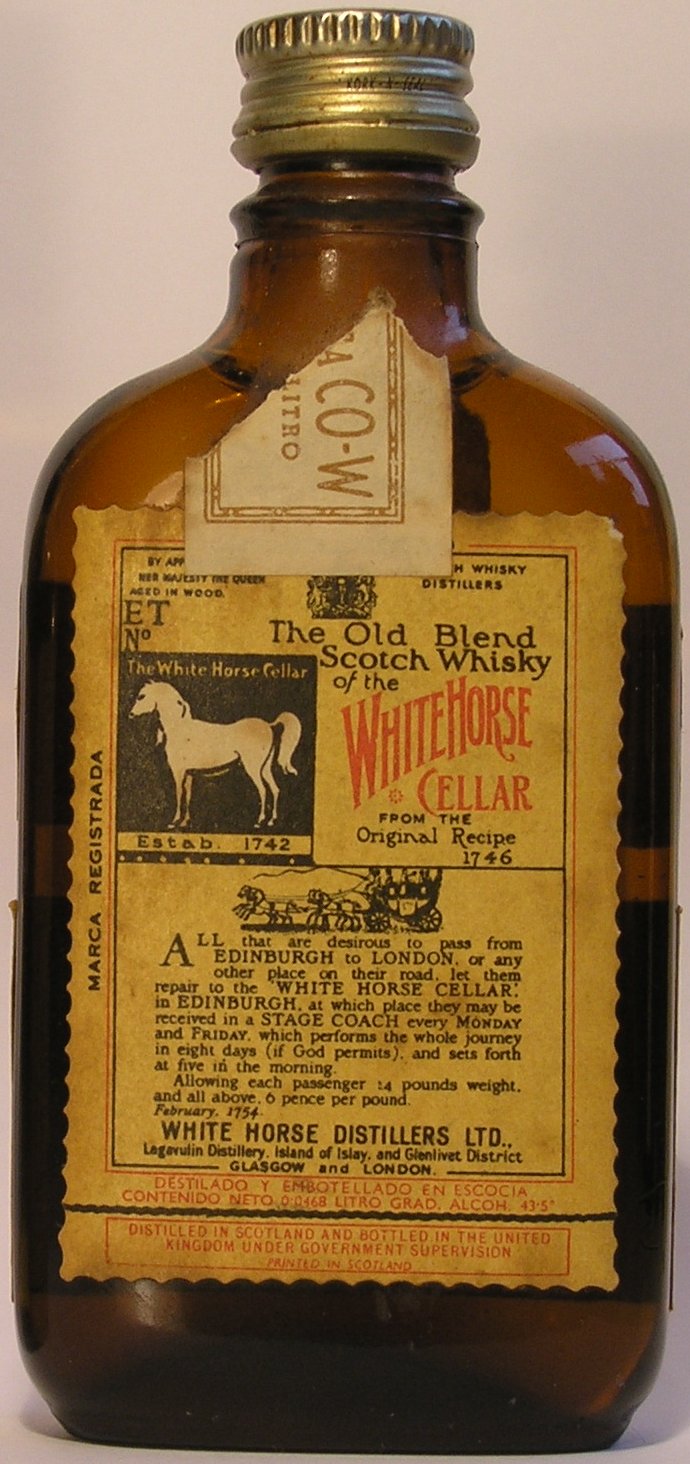 KORK-N-SEAL
CO-W
LITRO
BY APP
HER MAJESTY THE QUEEN
AGED IN WOOD.
H WHISKY
DISTILLERS
ET
Nº
The Old Blend
Scotch Whisky
of the
WHITE HORSE
CELLAR
FROM THE
Original Recipe
1746
The White Horse Cellar
Estab. 1742
MARCA REGISTRADA
ALL that are desirous to pass from
EDINBURGH to LONDON, or any
other place on their road, let them
repair to the "WHITE HORSE CELLAR",
in EDINBURGH, at which place they may be
received in a STAGE COACH every MONDAY
and FRIDAY, which performs the whole journey
in eight days (if God permits), and sets forth
at five in the morning.
Allowing each passenger 14 pounds weight,
and all above, 6 pence per pound.
February, 1754.
WHITE HORSE DISTILLERS LTD.,
Lagavulin Distillery, Island of Islay, and Glenlivet District
GLASGOW and LONDON.
DESTILADO Y EMBOTELLADO EN ESCOCIA
CONTENIDO NETO 0·0468 LITRO GRAD. ALCOH. 43·5°
DISTILLED IN SCOTLAND AND BOTTLED IN THE UNITED
KINGDOM UNDER GOVERNMENT SUPERVISION
PRINTED IN SCOTLAND